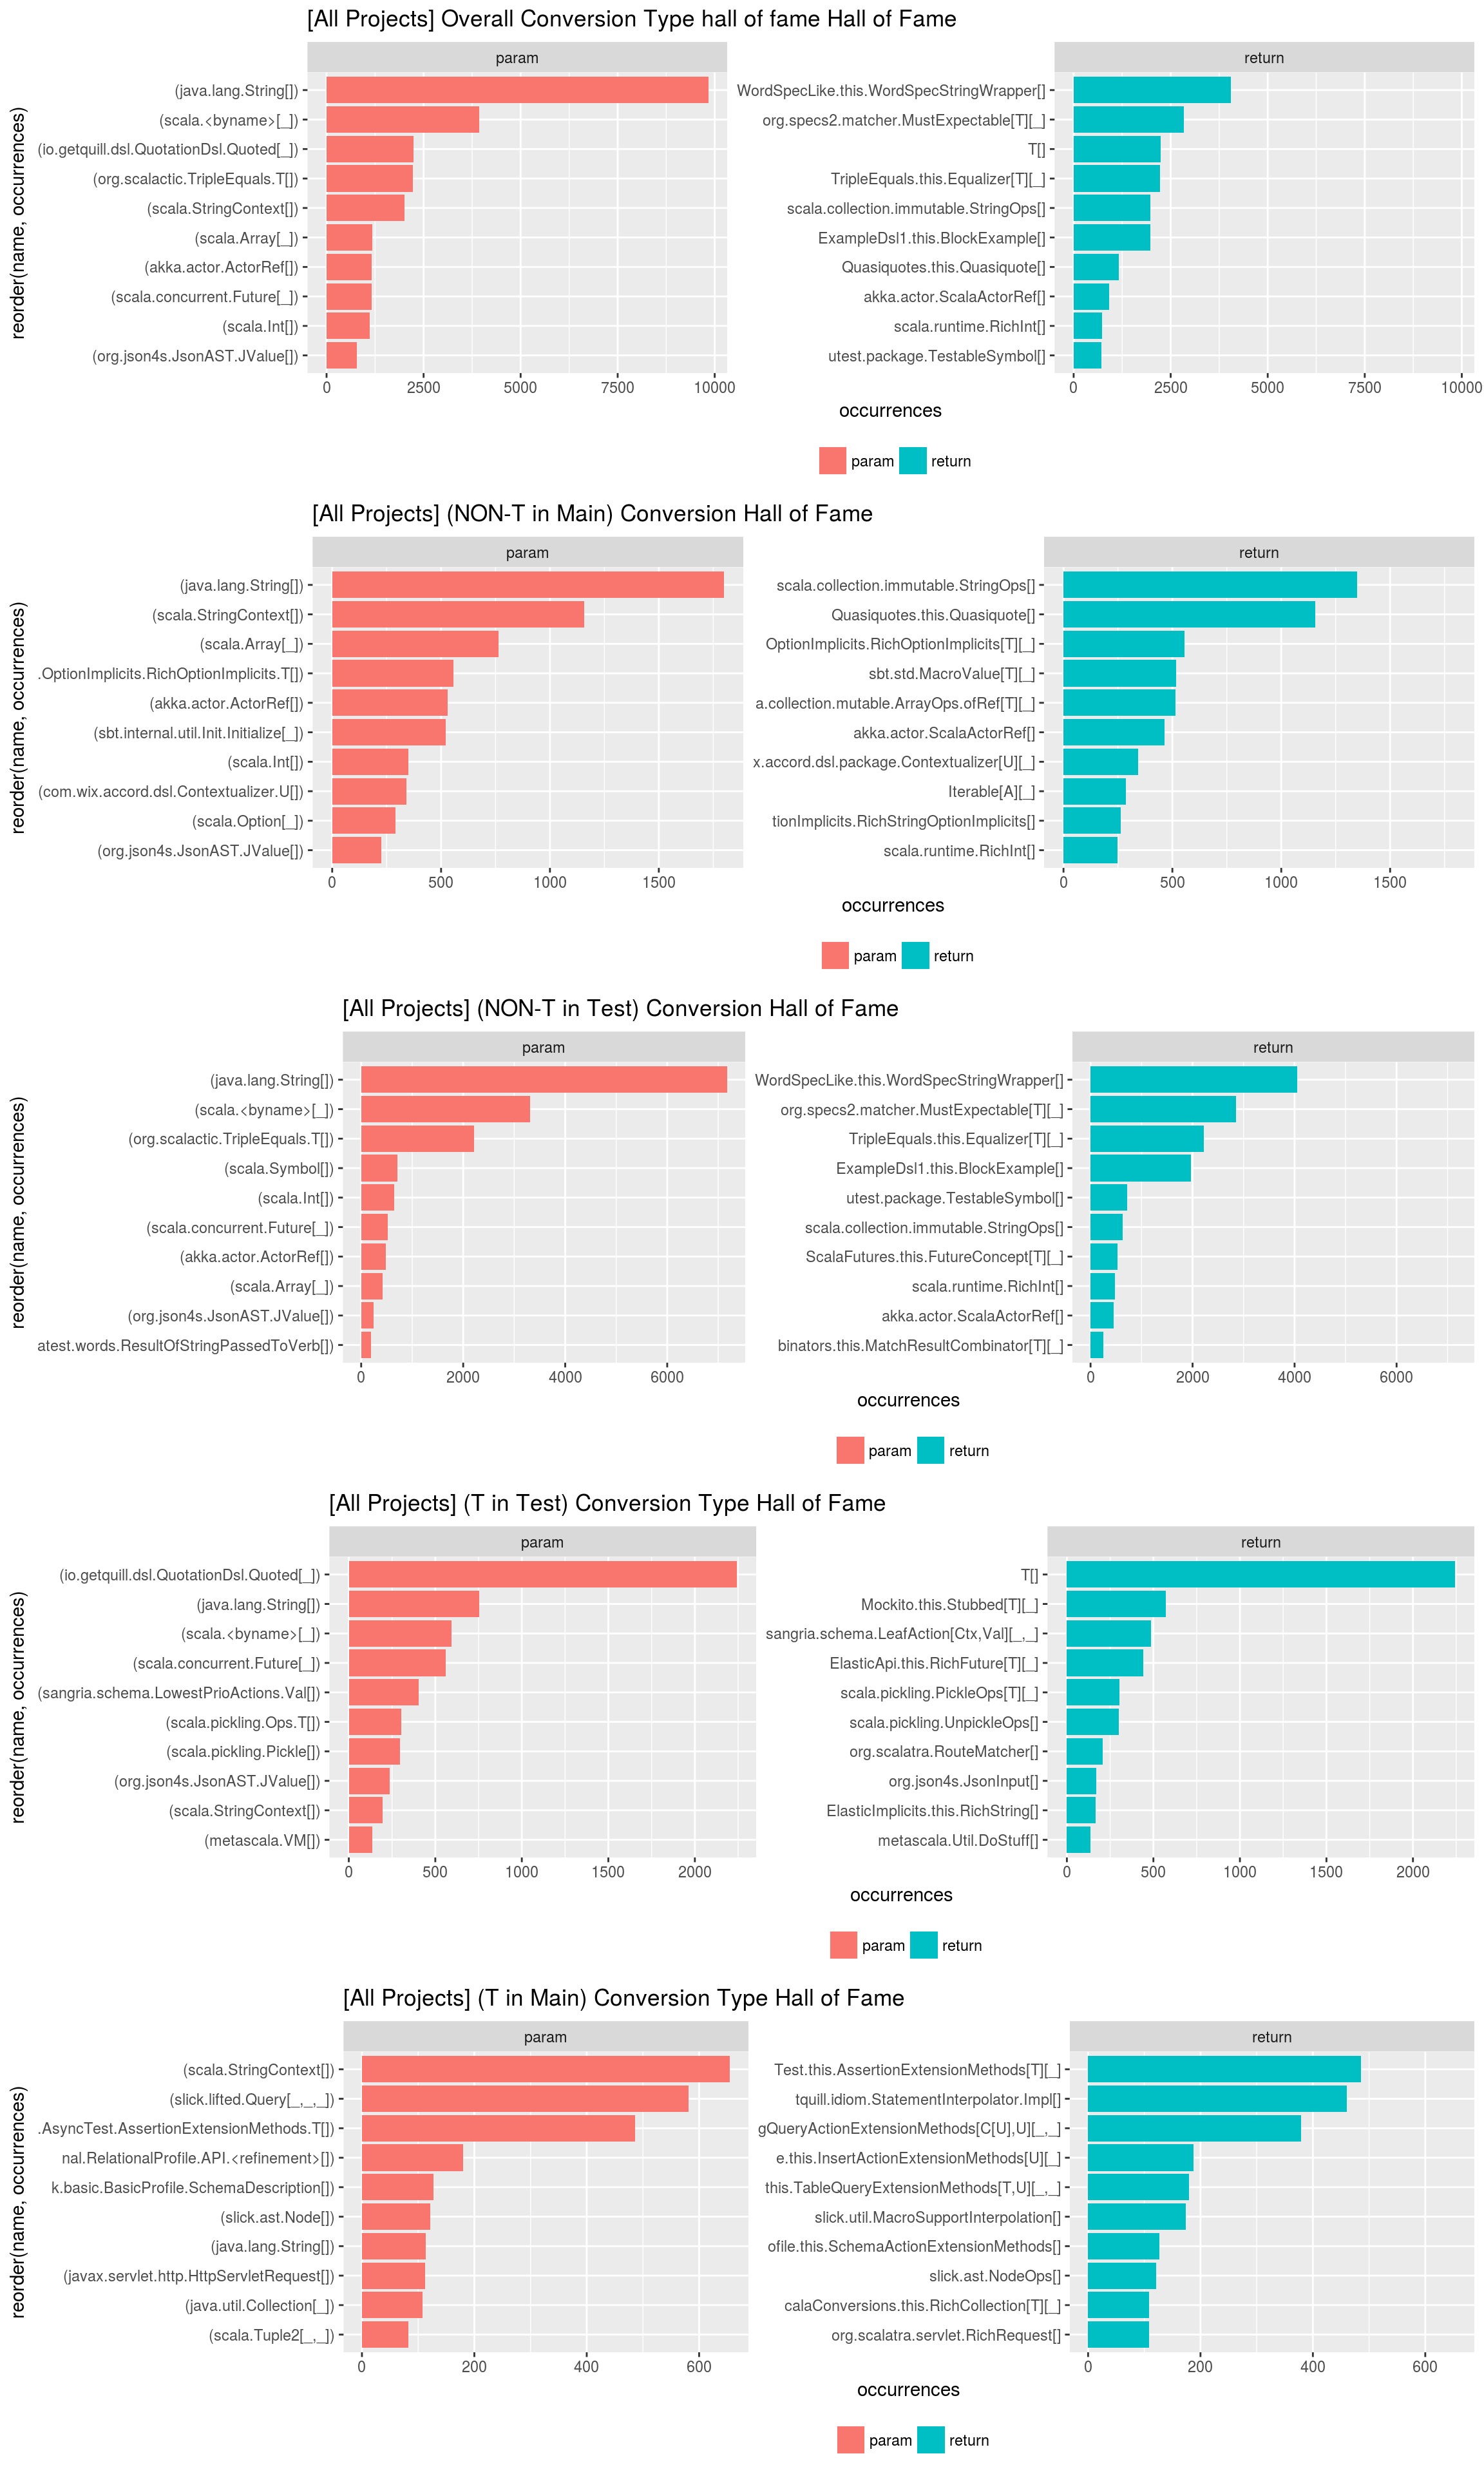 [All Projects] Overall Conversion Type hall of fame Hall of Fame
param
return
reorder(name, occurrences)
(java.lang.String[])
(scala.<byname>[_])
(io.getquill.dsl.QuotationDsl.Quoted[_])
(org.scalactic.TripleEquals.T[])
(scala.StringContext[])
(scala.Array[_])
(akka.actor.ActorRef[])
(scala.concurrent.Future[_])
(scala.Int[])
(org.json4s.JsonAST.JValue[])
WordSpecLike.this.WordSpecStringWrapper[]
org.specs2.matcher.MustExpectable[T][_]
T[]
TripleEquals.this.Equalizer[T][_]
scala.collection.immutable.StringOps[]
ExampleDsl1.this.BlockExample[]
Quasiquotes.this.Quasiquote[]
akka.actor.ScalaActorRef[]
scala.runtime.RichInt[]
utest.package.TestableSymbol[]
0 2500 5000 7500 10000
0 2500 5000 7500 10000
occurrences
param return
[All Projects] (NON-T in Main) Conversion Hall of Fame
param
return
reorder(name, occurrences)
(java.lang.String[])
(scala.StringContext[])
(scala.Array[_])
.OptionImplicits.RichOptionImplicits.T[])
(akka.actor.ActorRef[])
(sbt.internal.util.Init.Initialize[_])
(scala.Int[])
(com.wix.accord.dsl.Contextualizer.U[])
(scala.Option[_])
(org.json4s.JsonAST.JValue[])
scala.collection.immutable.StringOps[]
Quasiquotes.this.Quasiquote[]
OptionImplicits.RichOptionImplicits[T][_]
sbt.std.MacroValue[T][_]
a.collection.mutable.ArrayOps.ofRef[T][_]
akka.actor.ScalaActorRef[]
x.accord.dsl.package.Contextualizer[U][_]
Iterable[A][_]
tionImplicits.RichStringOptionImplicits[]
scala.runtime.RichInt[]
0 500 1000 1500
0 500 1000 1500
occurrences
param return
[All Projects] (NON-T in Test) Conversion Hall of Fame
param
return
reorder(name, occurrences)
(java.lang.String[])
(scala.<byname>[_])
(org.scalactic.TripleEquals.T[])
(scala.Symbol[])
(scala.Int[])
(scala.concurrent.Future[_])
(akka.actor.ActorRef[])
(scala.Array[_])
(org.json4s.JsonAST.JValue[])
atest.words.ResultOfStringPassedToVerb[])
WordSpecLike.this.WordSpecStringWrapper[]
org.specs2.matcher.MustExpectable[T][_]
TripleEquals.this.Equalizer[T][_]
ExampleDsl1.this.BlockExample[]
utest.package.TestableSymbol[]
scala.collection.immutable.StringOps[]
ScalaFutures.this.FutureConcept[T][_]
scala.runtime.RichInt[]
akka.actor.ScalaActorRef[]
binators.this.MatchResultCombinator[T][_]
0 2000 4000 6000
0 2000 4000 6000
occurrences
param return
[All Projects] (T in Test) Conversion Type Hall of Fame
param
return
reorder(name, occurrences)
(io.getquill.dsl.QuotationDsl.Quoted[_])
(java.lang.String[])
(scala.<byname>[_])
(scala.concurrent.Future[_])
(sangria.schema.LowestPrioActions.Val[])
(scala.pickling.Ops.T[])
(scala.pickling.Pickle[])
(org.json4s.JsonAST.JValue[])
(scala.StringContext[])
(metascala.VM[])
T[]
Mockito.this.Stubbed[T][_]
sangria.schema.LeafAction[Ctx,Val][_,_]
ElasticApi.this.RichFuture[T][_]
scala.pickling.PickleOps[T][_]
scala.pickling.UnpickleOps[]
org.scalatra.RouteMatcher[]
org.json4s.JsonInput[]
ElasticImplicits.this.RichString[]
metascala.Util.DoStuff[]
0 500 1000 1500 2000
0 500 1000 1500 2000
occurrences
param return
[All Projects] (T in Main) Conversion Type Hall of Fame
param
return
reorder(name, occurrences)
(scala.StringContext[])
(slick.lifted.Query[_,_,_])
.AsyncTest.AssertionExtensionMethods.T[])
nal.RelationalProfile.API.<refinement>[])
k.basic.BasicProfile.SchemaDescription[])
(slick.ast.Node[])
(java.lang.String[])
(javax.servlet.http.HttpServletRequest[])
(java.util.Collection[_])
(scala.Tuple2[_,_])
Test.this.AssertionExtensionMethods[T][_]
tquill.idiom.StatementInterpolator.Impl[]
gQueryActionExtensionMethods[C[U],U][_,_]
e.this.InsertActionExtensionMethods[U][_]
this.TableQueryExtensionMethods[T,U][_,_]
slick.util.MacroSupportInterpolation[]
ofile.this.SchemaActionExtensionMethods[]
slick.ast.NodeOps[]
calaConversions.this.RichCollection[T][_]
org.scalatra.servlet.RichRequest[]
0 200 400 600
0 200 400 600
occurrences
param return